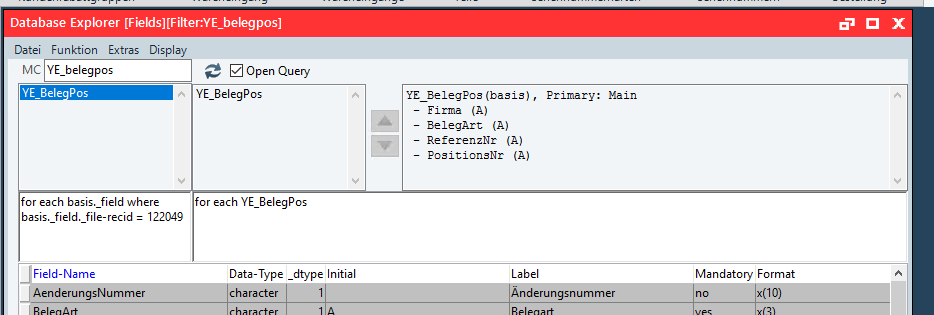 Database Explorer [Fields][Filter:YE_belegpos]
Datei Funktion Extras Display
MC YE_belegpos Open Query
YE_BelegPos
YE_BelegPos
YE_BelegPos(basis), Primary: Main
- Firma (A)
- BelegArt (A)
- ReferenzNr (A)
- PositionsNr (A)
for each basis._field where
basis._field._file-recid = 122049
for each YE_BelegPos
Field-Name Data-Type _dtype Initial Label Mandatory Format
AenderungsNummer character 1 Änderungsnummer no x(10)
BelegArt character 1 A Belegart yes x(3)